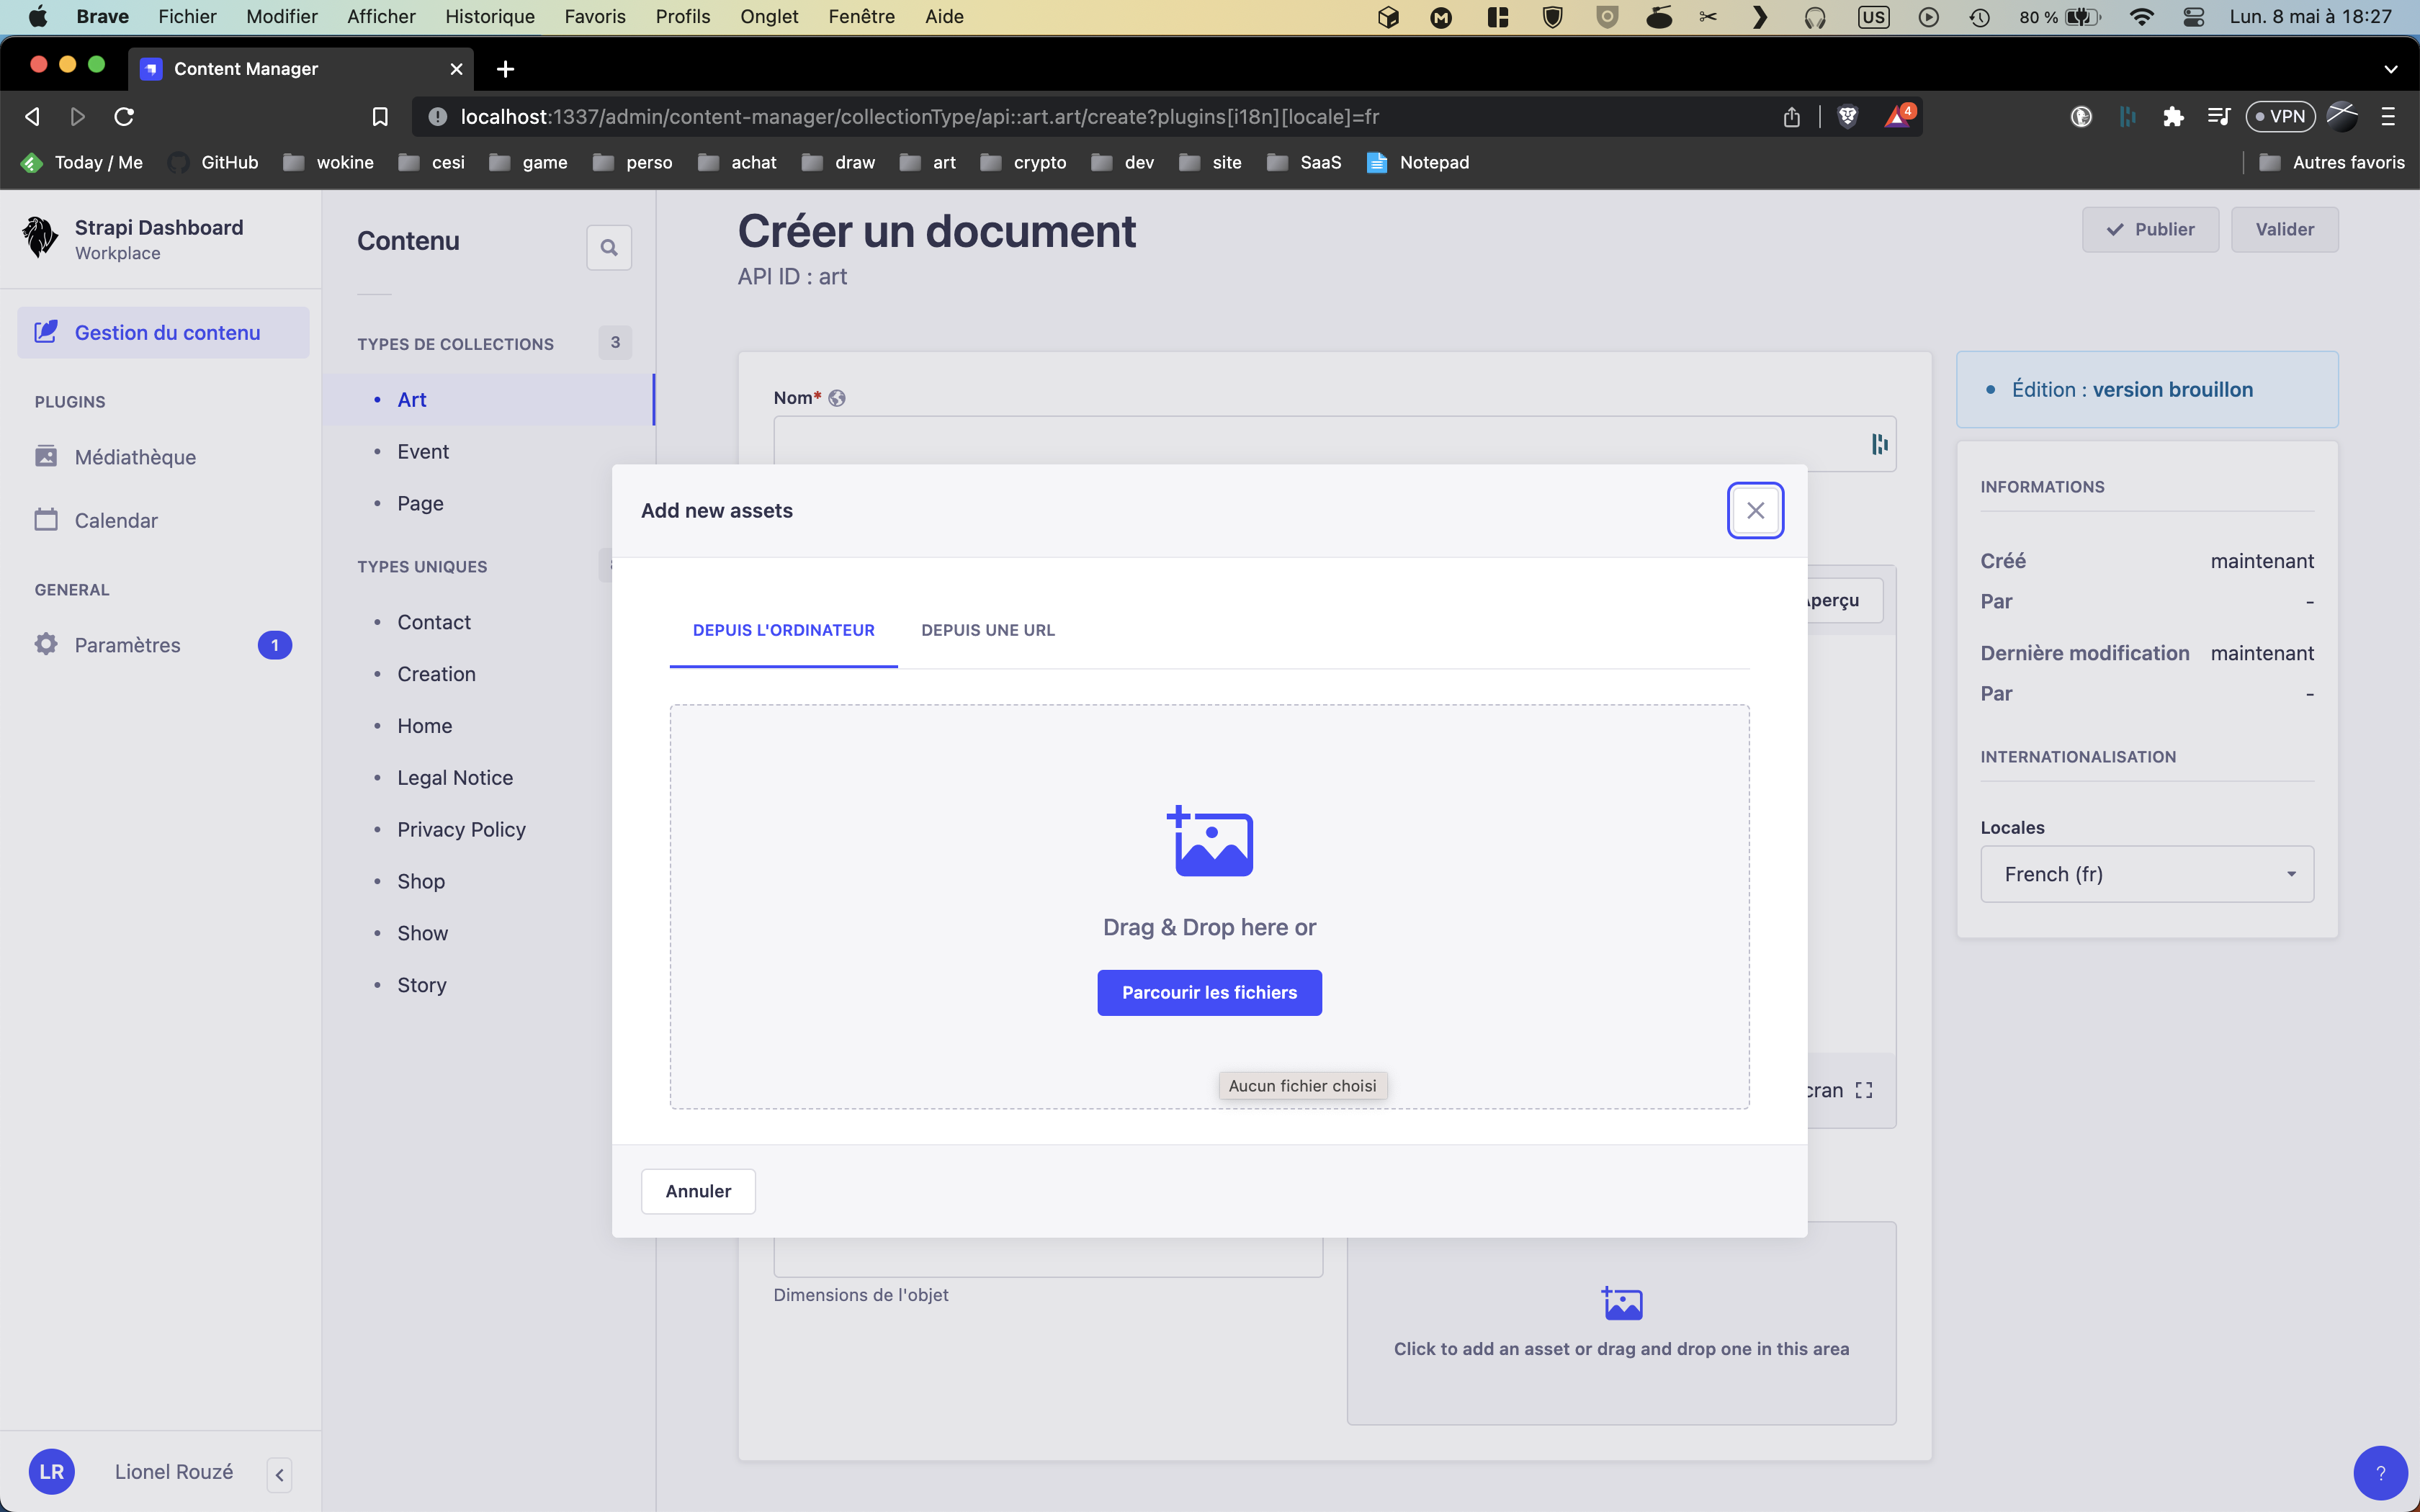 Brave Fichier Modifier Afficher Historique Favoris Profils Onglet Fenêtre Aide US 80 % Lun. 8 mai à 18:27
Content Manager
localhost:1337/admin/content-manager/collectionType/api::art.art/create?plugins[i18n][locale]=fr 4 VPN
Today / Me GitHub wokine cesi game perso achat draw art crypto dev site SaaS Notepad Autres favoris
Strapi Dashboard
Workplace
Gestion du contenu
PLUGINS
Médiathèque
Calendar
GENERAL
Paramètres 1
LR Lionel Rouzé
Contenu
TYPES DE COLLECTIONS 3
Art
Event
Page
TYPES UNIQUES
Contact
Creation
Home
Legal Notice
Privacy Policy
Shop
Show
Story
Créer un document
API ID : art
Publier Valider
Nom*
Aperçu
Add new assets
DEPUIS L'ORDINATEUR DEPUIS UNE URL
Drag & Drop here or
Parcourir les fichiers
Aucun fichier choisi
Annuler
cran
Dimensions de l'objet
Click to add an asset or drag and drop one in this area
Édition : version brouillon
INFORMATIONS
Créé maintenant
Par -
Dernière modification maintenant
Par -
INTERNATIONALISATION
Locales
French (fr)
?